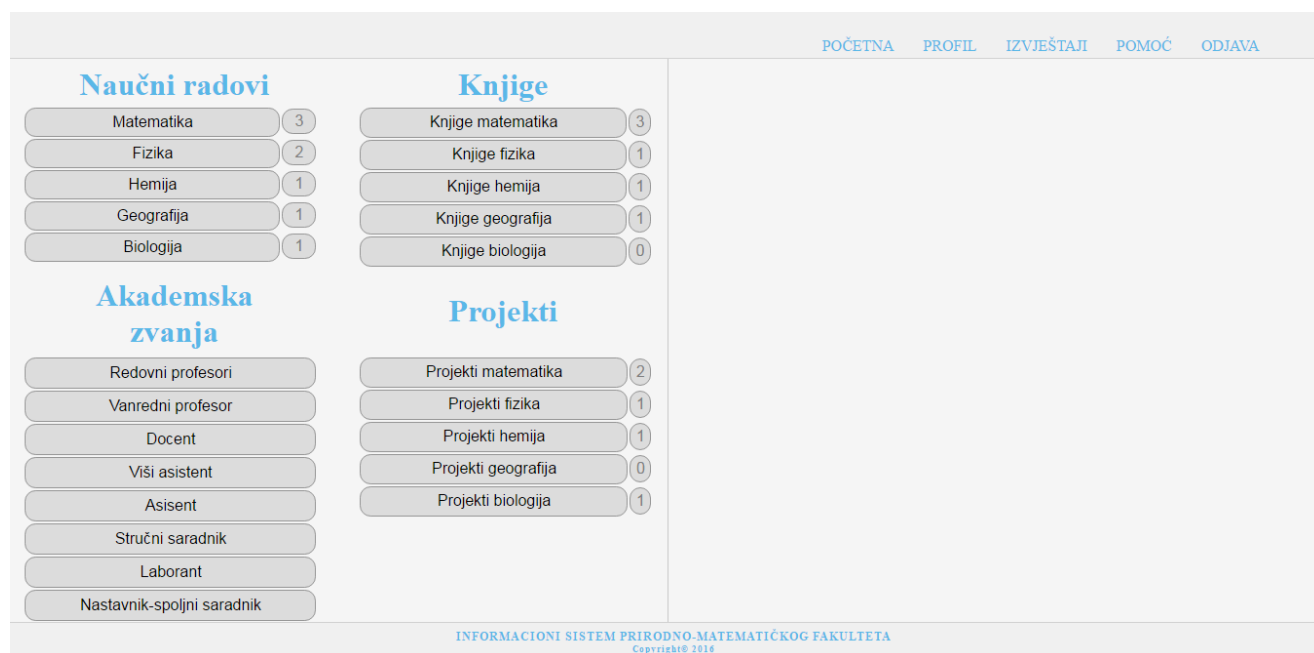 POČETNA PROFIL IZVJEŠTAJI POMOĆ ODJAVA
Naučni radovi
Matematika 3
Fizika 2
Hemija 1
Geografija 1
Biologija 1
Knjige
Knjige matematika 3
Knjige fizika 1
Knjige hemija 1
Knjige geografija 1
Knjige biologija 0
Akademska
zvanja
Redovni profesori
Vanredni profesor
Docent
Viši asistent
Asisent
Stručni saradnik
Laborant
Nastavnik-spoljni saradnik
Projekti
Projekti matematika 2
Projekti fizika 1
Projekti hemija 1
Projekti geografija 0
Projekti biologija 1
INFORMACIONI SISTEM PRIRODNO-MATEMATIČKOG FAKULTETA
Copyright© 2016